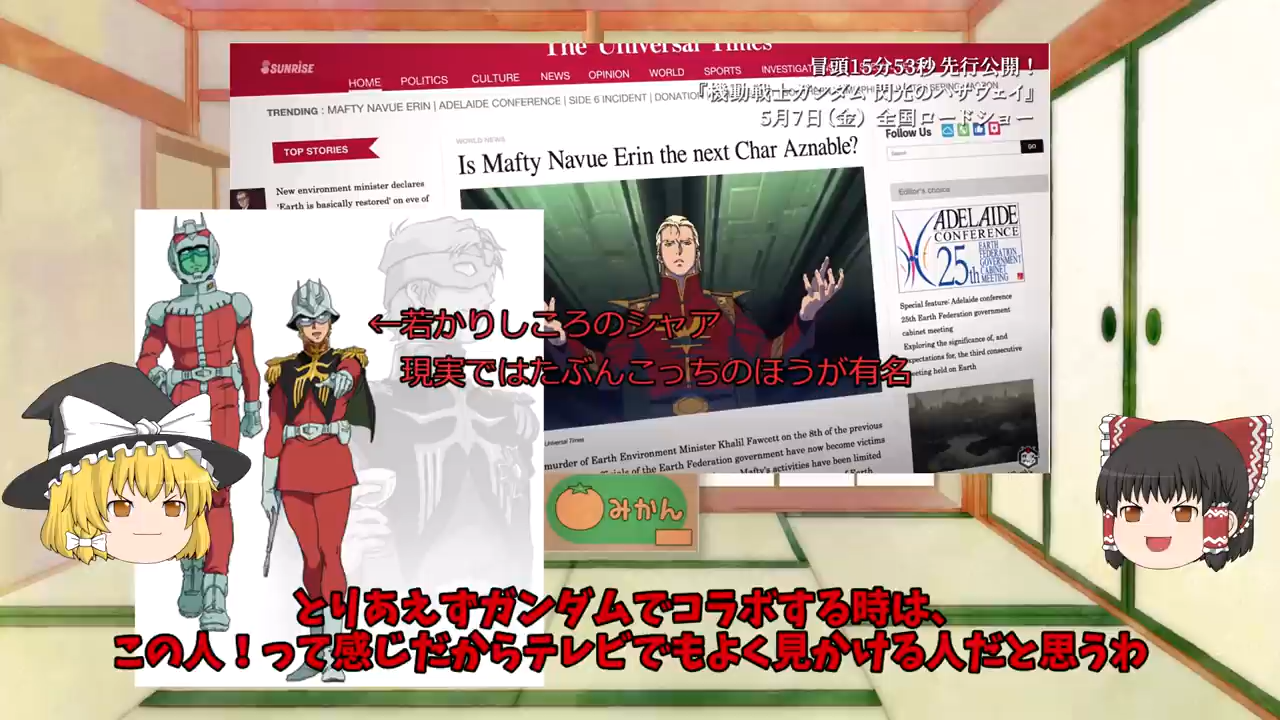 The Universal Times
SUNRISE
HOME POLITICS CULTURE NEWS OPINION WORLD SPORTS
冒頭15分53秒 先行公開!
『機動戦士ガンダム 閃光のハサウェイ』
5月7日(金) 全国ロードショー
TRENDING : MAFTY NAVUE ERIN | ADELAIDE CONFERENCE | SIDE 6 INCIDENT |
TOP STORIES
New environment minister declares
'Earth is basically restored' on eve of
WORLD NEWS
Is Mafty Navue Erin the next Char Aznable?
Follow Us
Search
GO
Editor's choice
ADELAIDE
CONFERENCE
25th
EARTH
FEDERATION
GOVERNMENT
CABINET
MEETING
Special feature: Adelaide conference
25th Earth Federation government
cabinet meeting
Exploring the significance of, and
expectations for, the third consecutive
meeting held on Earth
←若かりしころのシャア
現実ではたぶんこっちのほうが有名
Universal Times
murder of Earth Environment Minister Khalil Fawcett on the 8th of the previous
of the Earth Federation government have now become victims
Mafty's activities have been limited
みかん
とりあえずガンダムでコラボする時は、
この人！って感じだからテレビでもよく見かける人だと思うわ